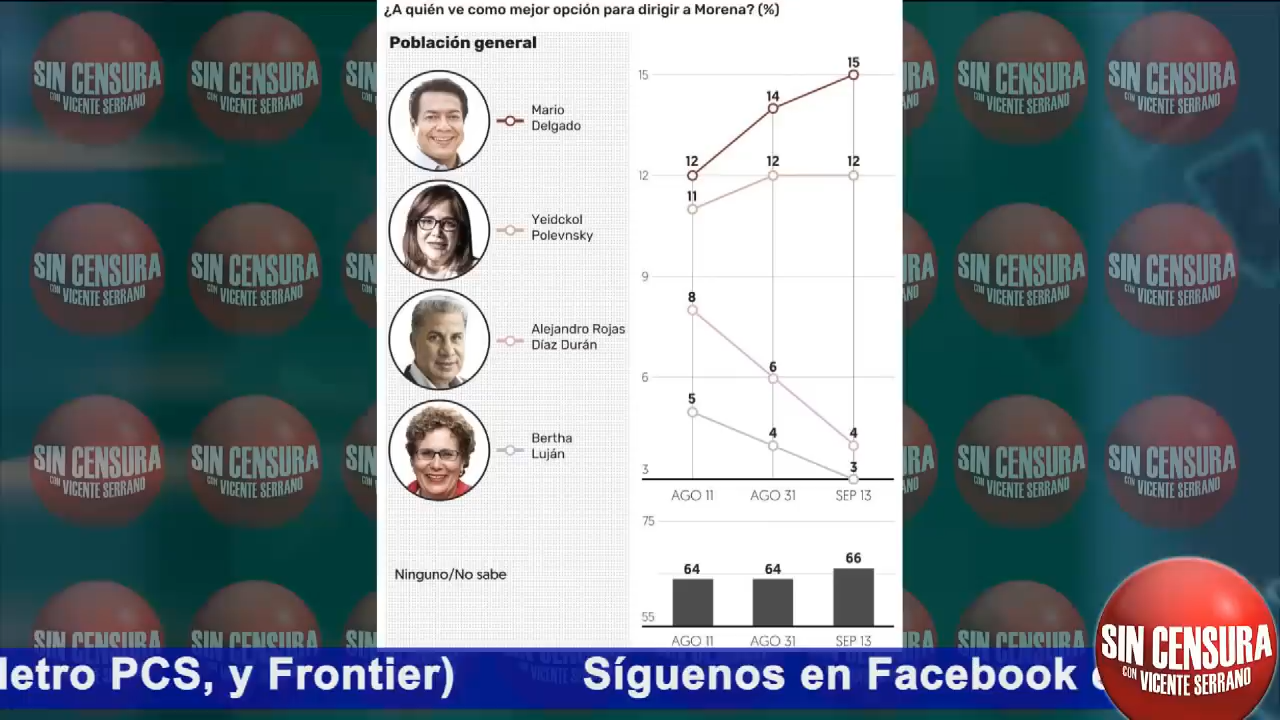 ¿A quién ve como mejor opción para dirigir a Morena? (%)
Población general
Mario
Delgado
Yeidckol
Polevnsky
Alejandro Rojas
Díaz Durán
Bertha
Luján
15
12
9
6
3
12
14
15
11
12
12
8
6
4
5
4
3
AGO 11
AGO 31
SEP 13
Ninguno/No sabe
75
55
64
64
66
AGO 11
AGO 31
SEP 13
PCS, y Frontier)
Síguenos en Facebook
SIN CENSURA
CON VICENTE SERRANO